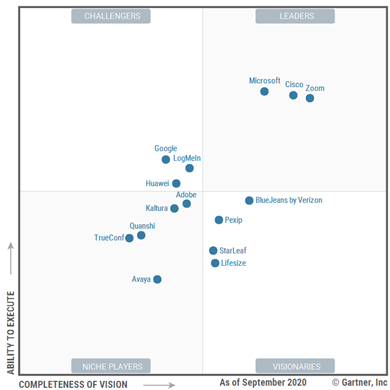 CHALLENGERS
LEADERS
Microsoft
Cisco
Zoom
Google
LogMeIn
Huawei
Adobe
Kaltura
BlueJeans by Verizon
Pexip
Quanshi
TrueConf
StarLeaf
Lifesize
Avaya
ABILITY TO EXECUTE
NICHE PLAYERS
VISIONARIES
COMPLETENESS OF VISION
As of September 2020
© Gartner, Inc